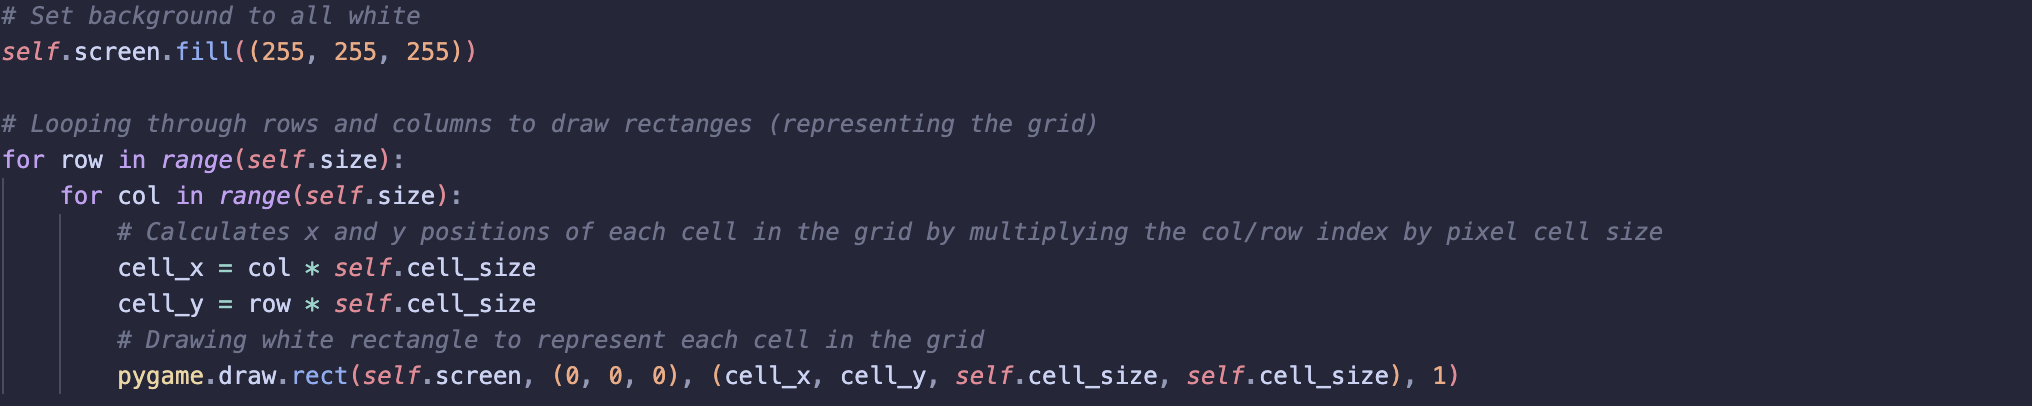 # Set background to all white
self.screen.fill((255, 255, 255))
# Looping through rows and columns to draw rectanges (representing the grid)
for row in range(self.size):
for col in range(self.size):
# Calculates x and y positions of each cell in the grid by multiplying the col/row index by pixel cell size
cell_x = col * self.cell_size
cell_y = row * self.cell_size
# Drawing white rectangle to represent each cell in the grid
pygame.draw.rect(self.screen, (0, 0, 0), (cell_x, cell_y, self.cell_size, self.cell_size), 1)